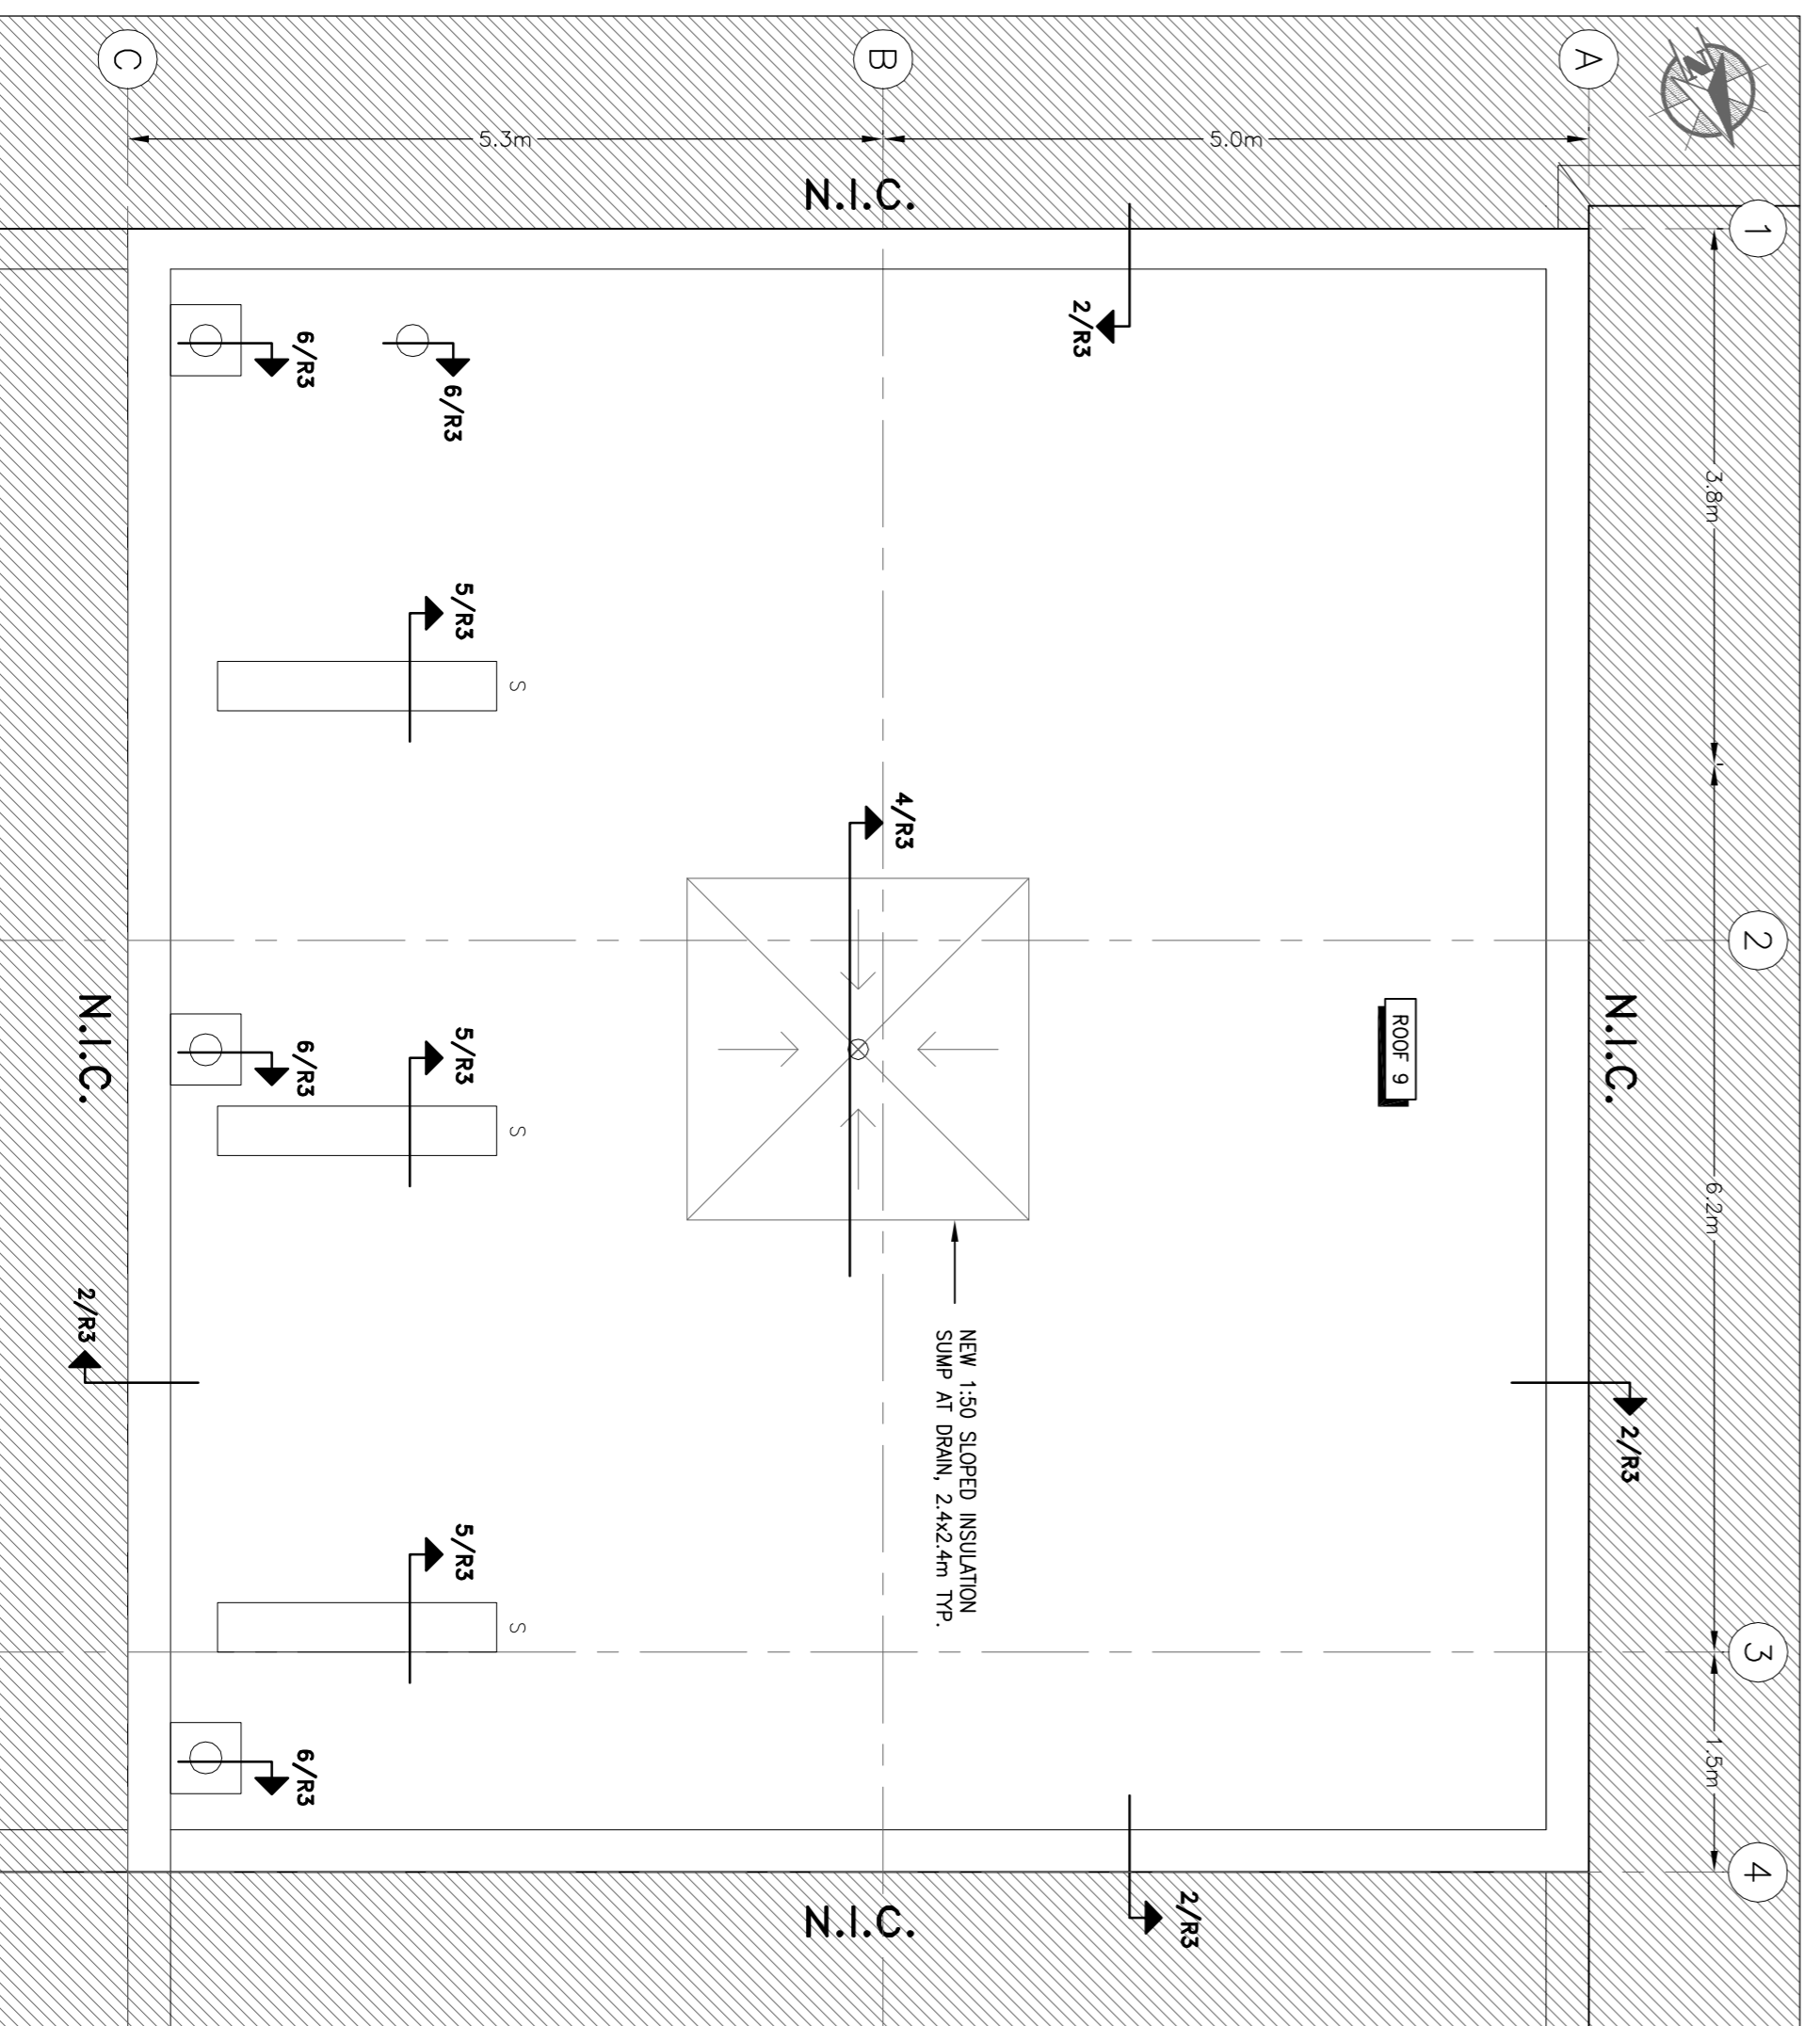 N
1
2
3
4
A
B
C
3.8m
6.2m
1.5m
5.0m
5.3m
N.I.C.
N.I.C.
N.I.C.
N.I.C.
2/R3
2/R3
2/R3
2/R3
ROOF 9
NEW 1:50 SLOPED INSULATION
SUMP AT DRAIN, 2.4x2.4m TYP.
4/R3
S
S
S
5/R3
5/R3
5/R3
6/R3
6/R3
6/R3
6/R3